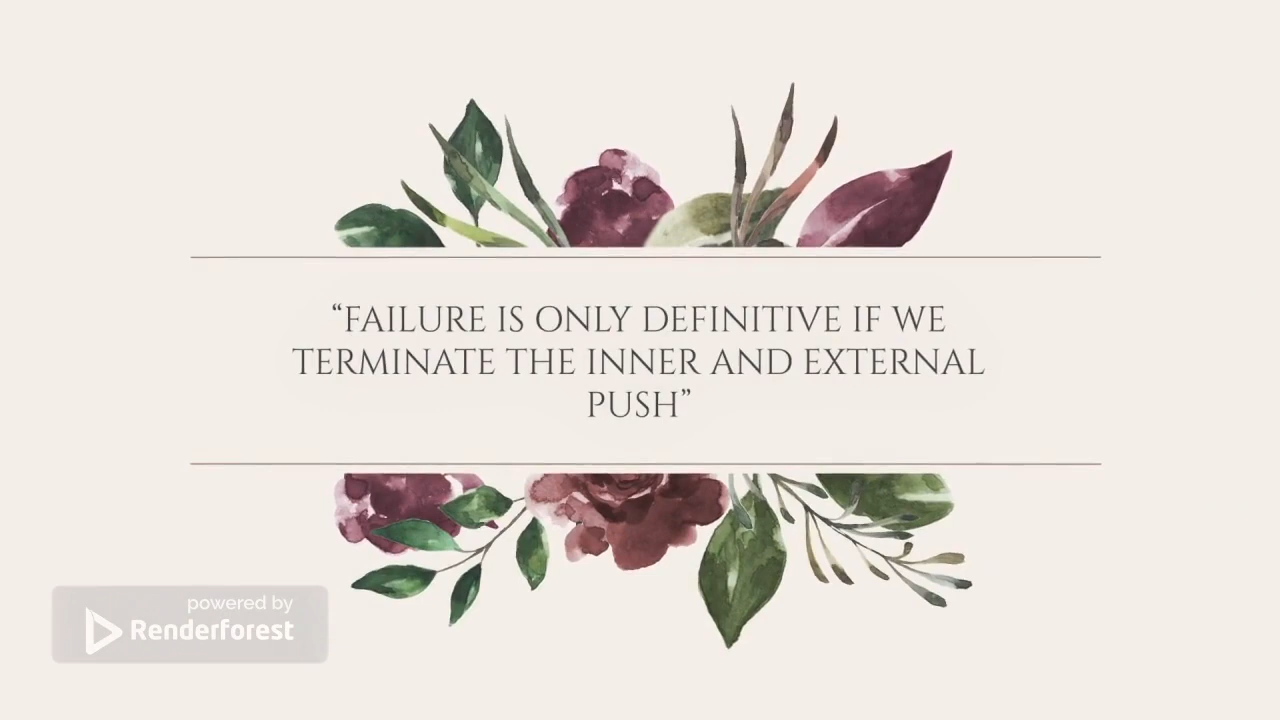 “FAILURE IS ONLY DEFINITIVE IF WE
TERMINATE THE INNER AND EXTERNAL
PUSH”
powered by
Renderforest